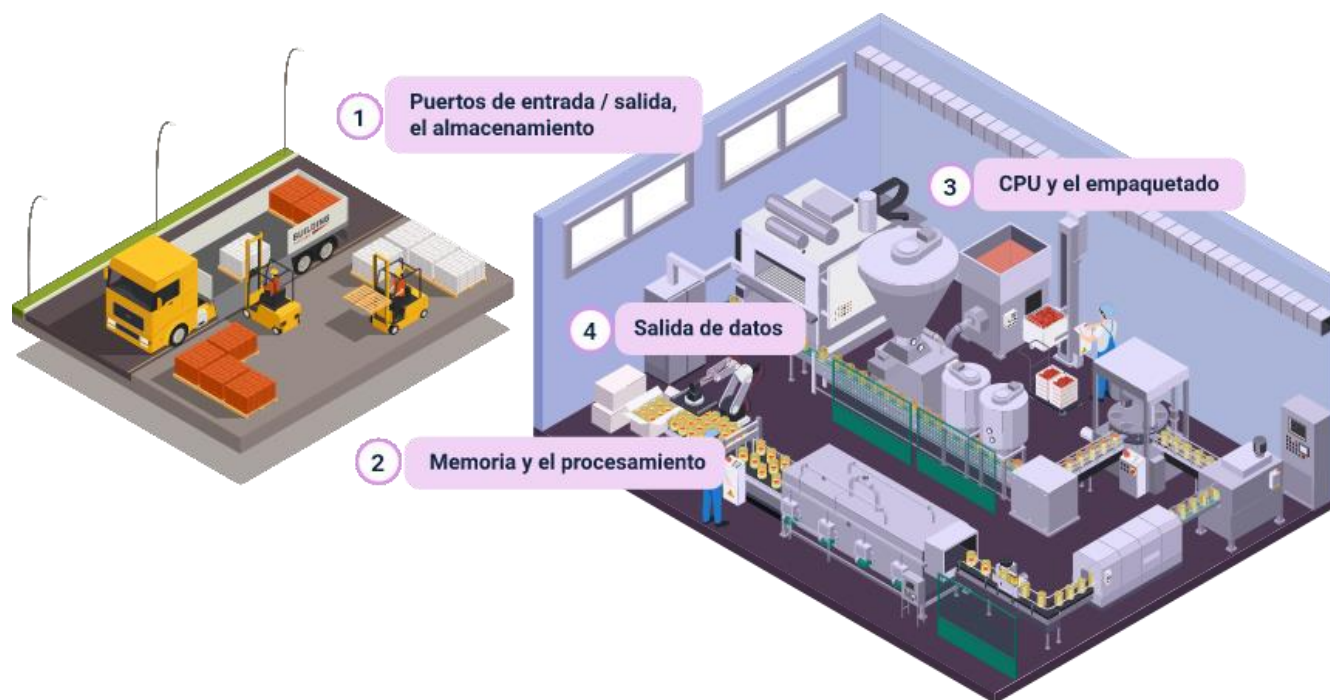 1
Puertos de entrada / salida,
el almacenamiento
BUILDING
3
CPU y el empaquetado
4
Salida de datos
2
Memoria y el procesamiento